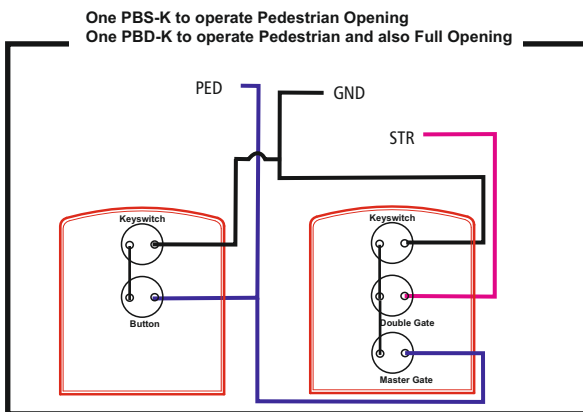 One PBS-K to operate Pedestrian Opening
One PBD-K to operate Pedestrian and also Full Opening
PED
GND
STR
Keyswitch
Button
Keyswitch
Double Gate
Master Gate